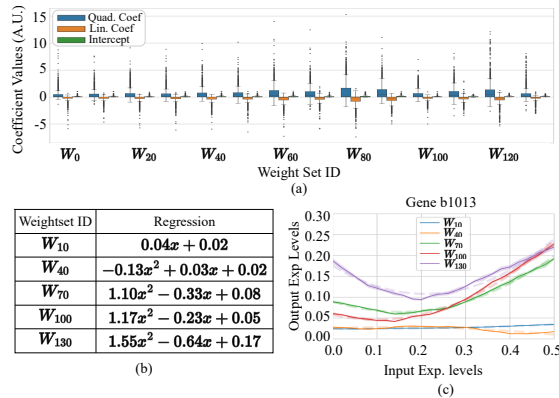 Quad. Coef
Lin. Coef
Intercept
Coefficient Values (A.U.)
15
10
5
0
-5
W0 W20 W40 W60 W80 W100 W120
Weight Set ID
(a)
Weightset ID Regression
W10 0.04x + 0.02
W40 −0.13x² + 0.03x + 0.02
W70 1.10x² − 0.33x + 0.08
W100 1.17x² − 0.23x + 0.05
W130 1.55x² − 0.64x + 0.17
(b)
Gene b1013
Output Exp Levels
0.30
0.25
0.20
0.15
0.10
0.05
0.00
W10
W40
W70
W100
W130
0.0 0.1 0.2 0.3 0.4 0.5
Input Exp. levels
(c)